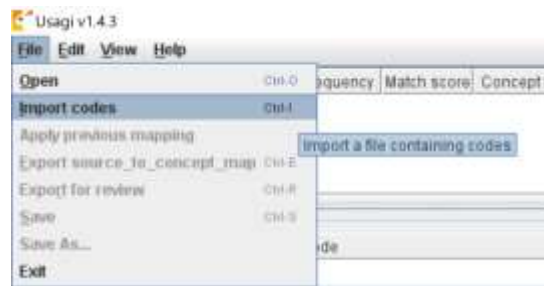 Usagi v1.4.3
File Edit View Help
Open Ctrl-O
equency Match score Concept
Import codes Ctrl-I
Apply previous mapping
Import a file containing codes
Export source_to_concept_map Ctrl-E
Export for review Ctrl-R
Save Ctrl-S
Save As...
ode
Exit